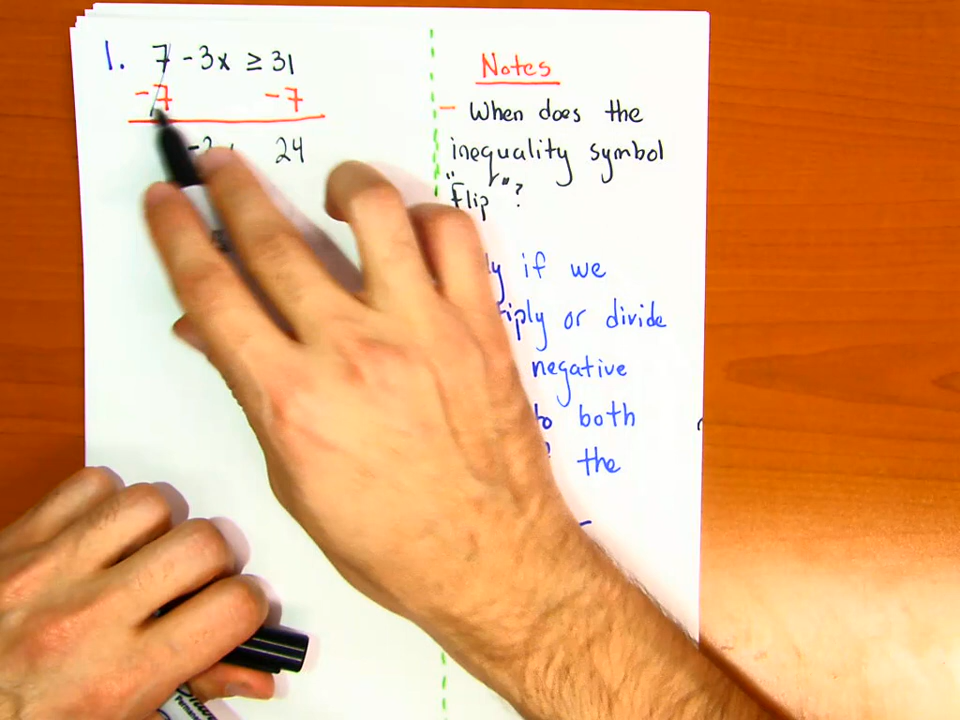 1. 7 - 3x ≥ 31
-7 -7
24
Notes
- When does the
inequality symbol
"Flip"?
if we
or divide
negative
to both
the